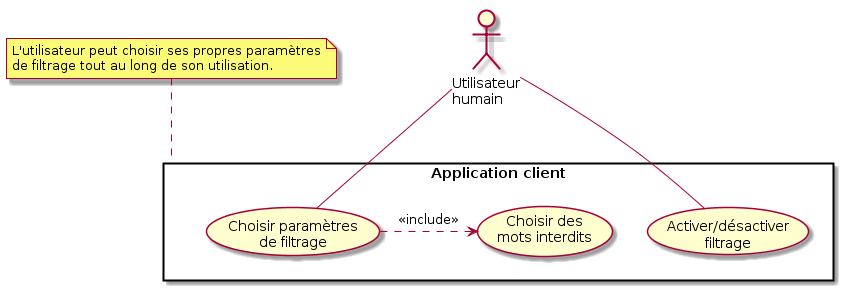 L'utilisateur peut choisir ses propres paramètres
de filtrage tout au long de son utilisation.
Utilisateur
humain
Application client
Choisir paramètres
de filtrage
«include»
Choisir des
mots interdits
Activer/désactiver
filtrage